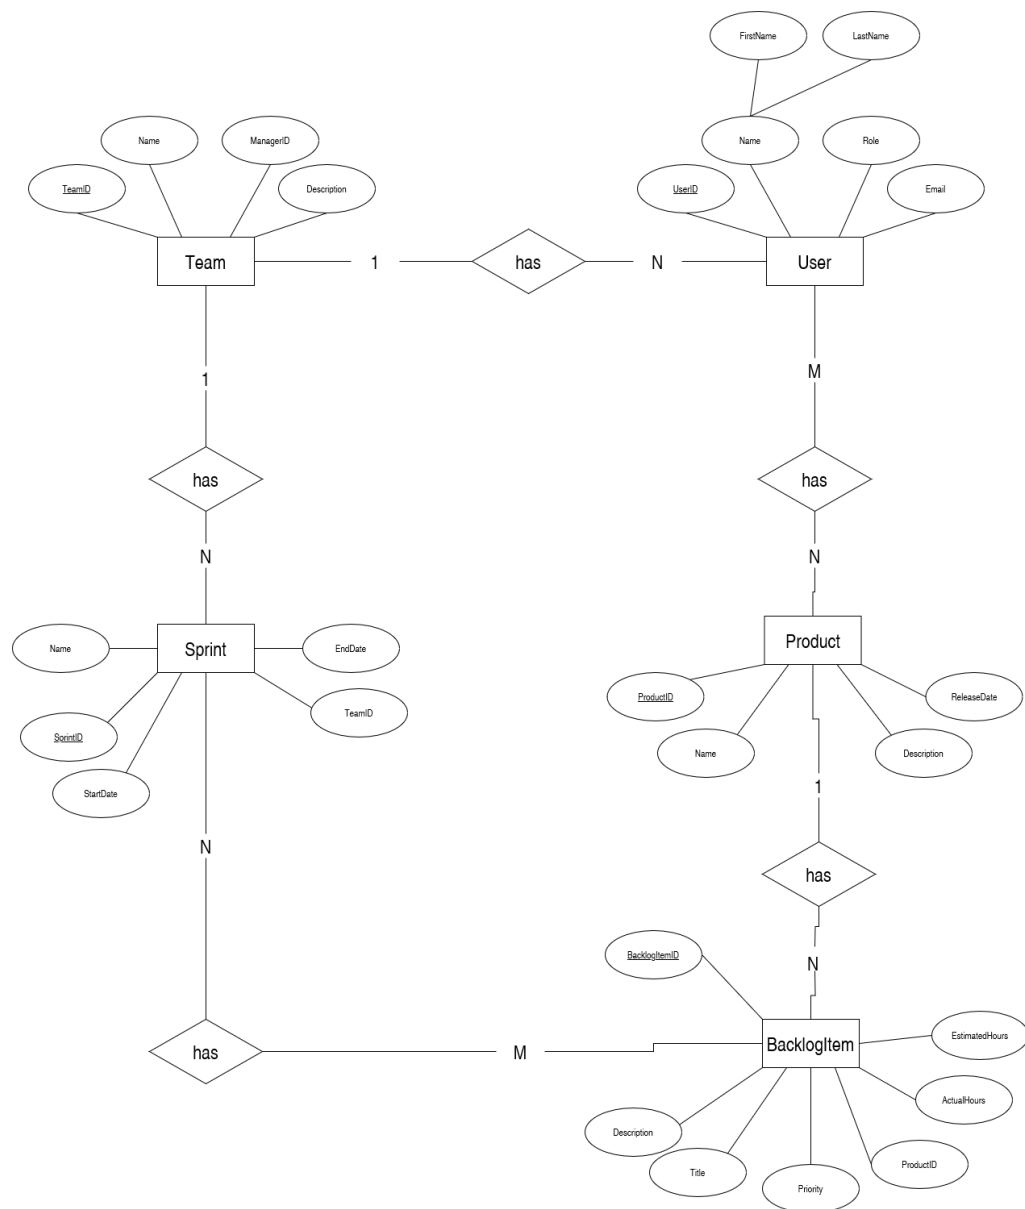 FirstName
LastName
Name
ManagerID
Name
Role
TeamID
Description
UserID
Email
Team
1
has
N
User
1
M
has
has
N
N
Name
Sprint
EndDate
Product
ProductID
ReleaseDate
TeamID
SprintID
Name
Description
StartDate
1
N
has
BacklogItemID
N
EstimatedHours
has
M
BacklogItem
ActualHours
Description
Title
ProductID
Priority